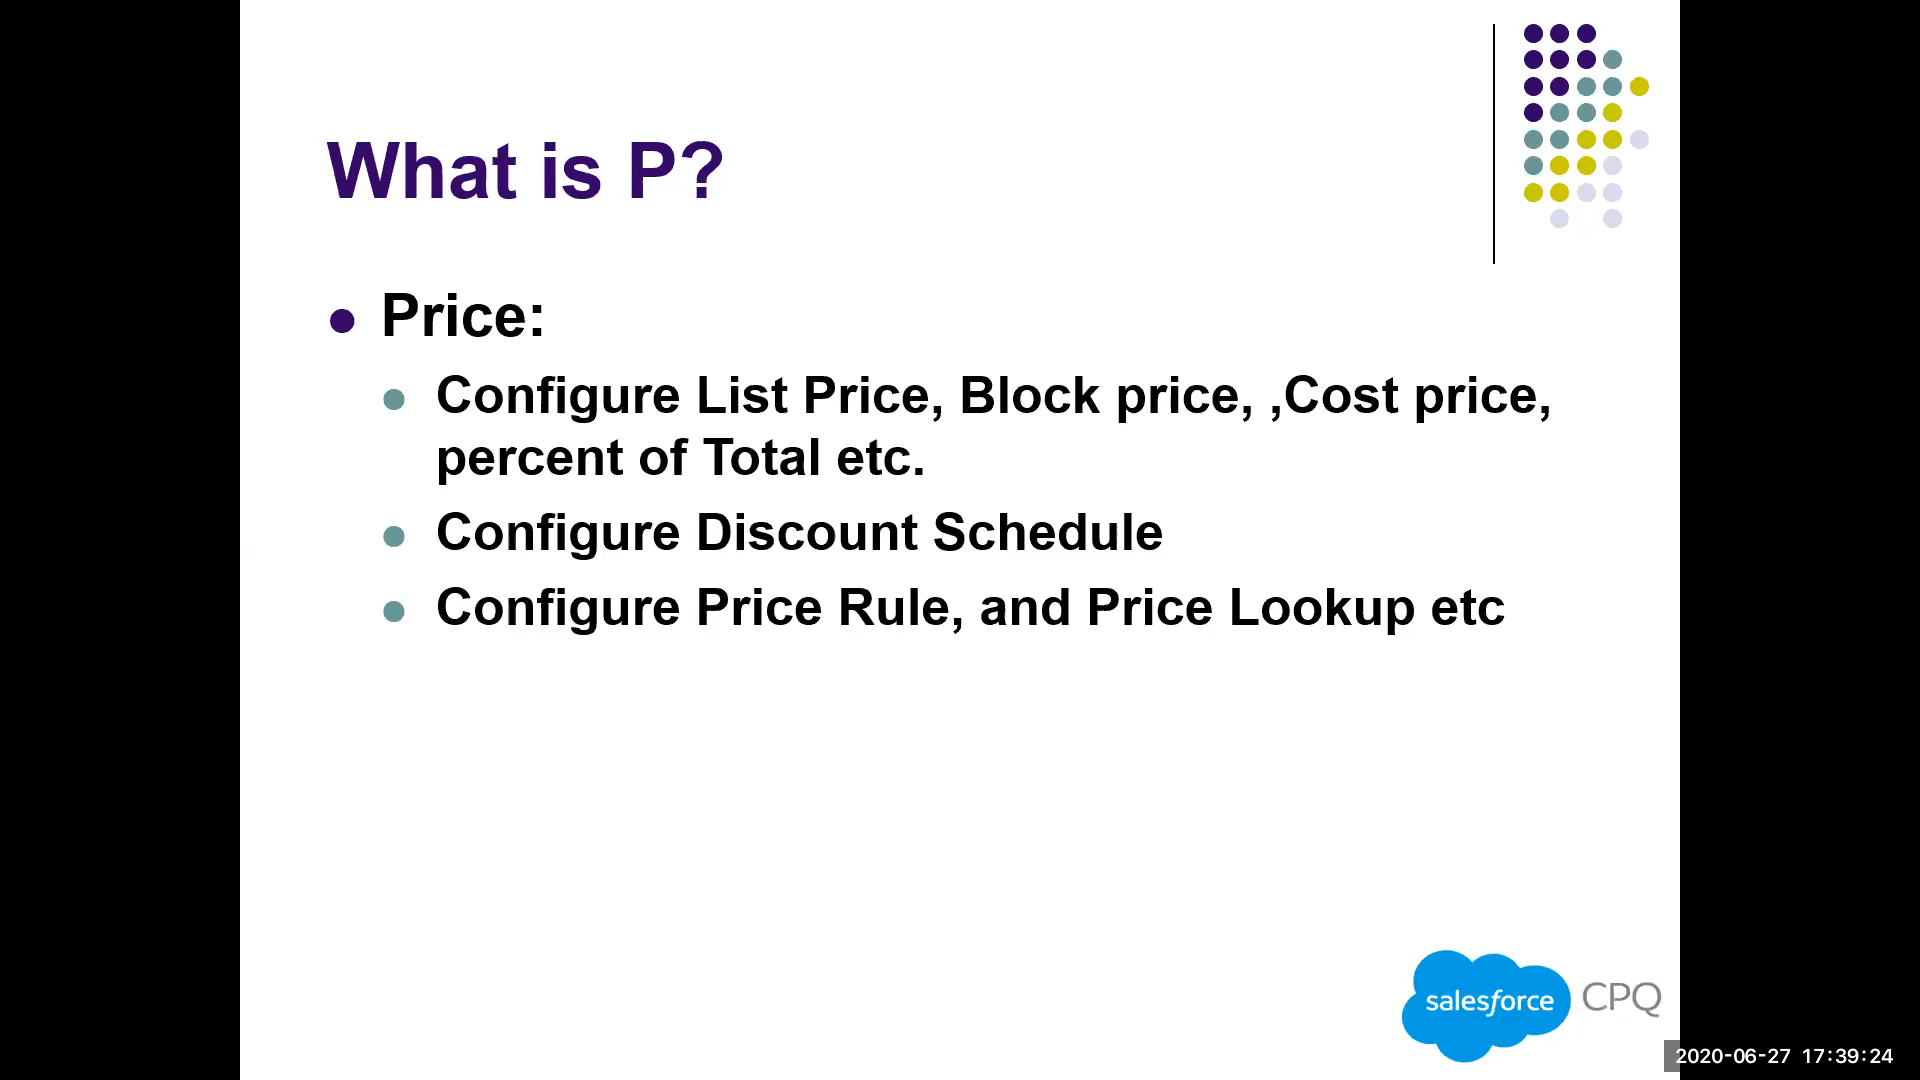 What is P?
Price:
Configure List Price, Block price, ,Cost price,
percent of Total etc.
Configure Discount Schedule
Configure Price Rule, and Price Lookup etc
salesforce CPQ
2020-06-27 17:39:24